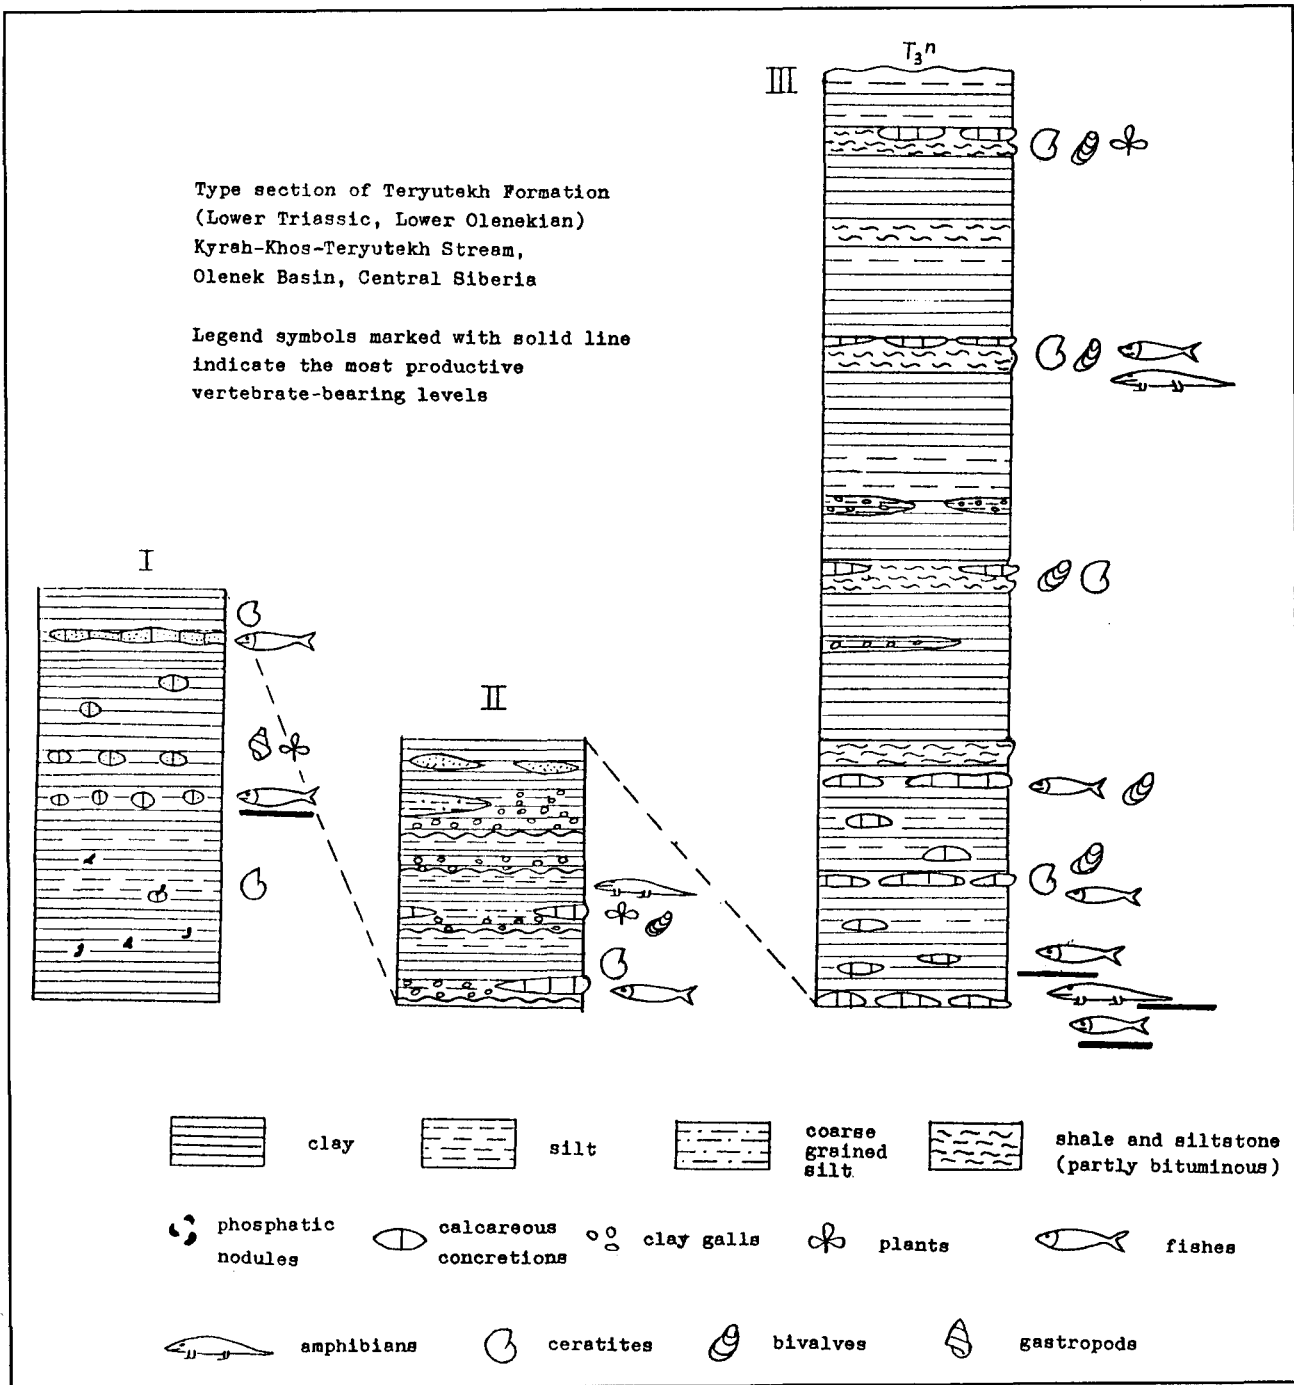 T₃ⁿ
III
Type section of Teryutekh Formation
(Lower Triassic, Lower Olenekian)
Kyrah-Khos-Teryutekh Stream,
Olenek Basin, Central Siberia
Legend symbols marked with solid line
indicate the most productive
vertebrate-bearing levels
I
II
clay
silt
coarse
grained
silt
shale and siltstone
(partly bituminous)
phosphatic
nodules
calcareous
concretions
clay galls
plants
fishes
amphibians
ceratites
bivalves
gastropods